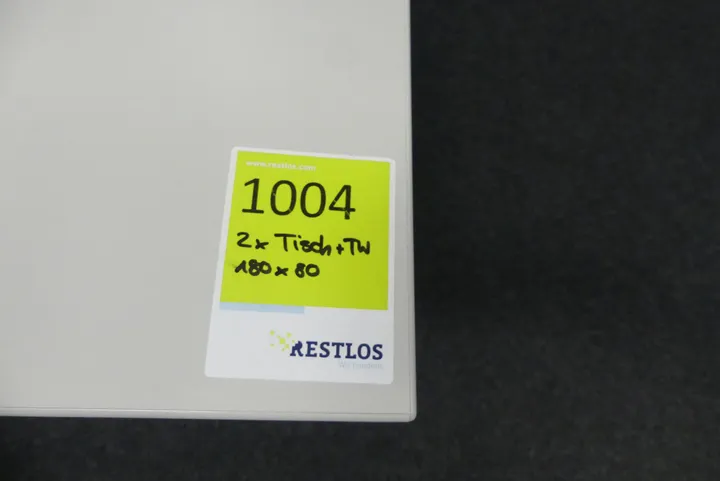 www.restlos.com
1004
2x Tisch + TW
180 x 80
RESTLOS